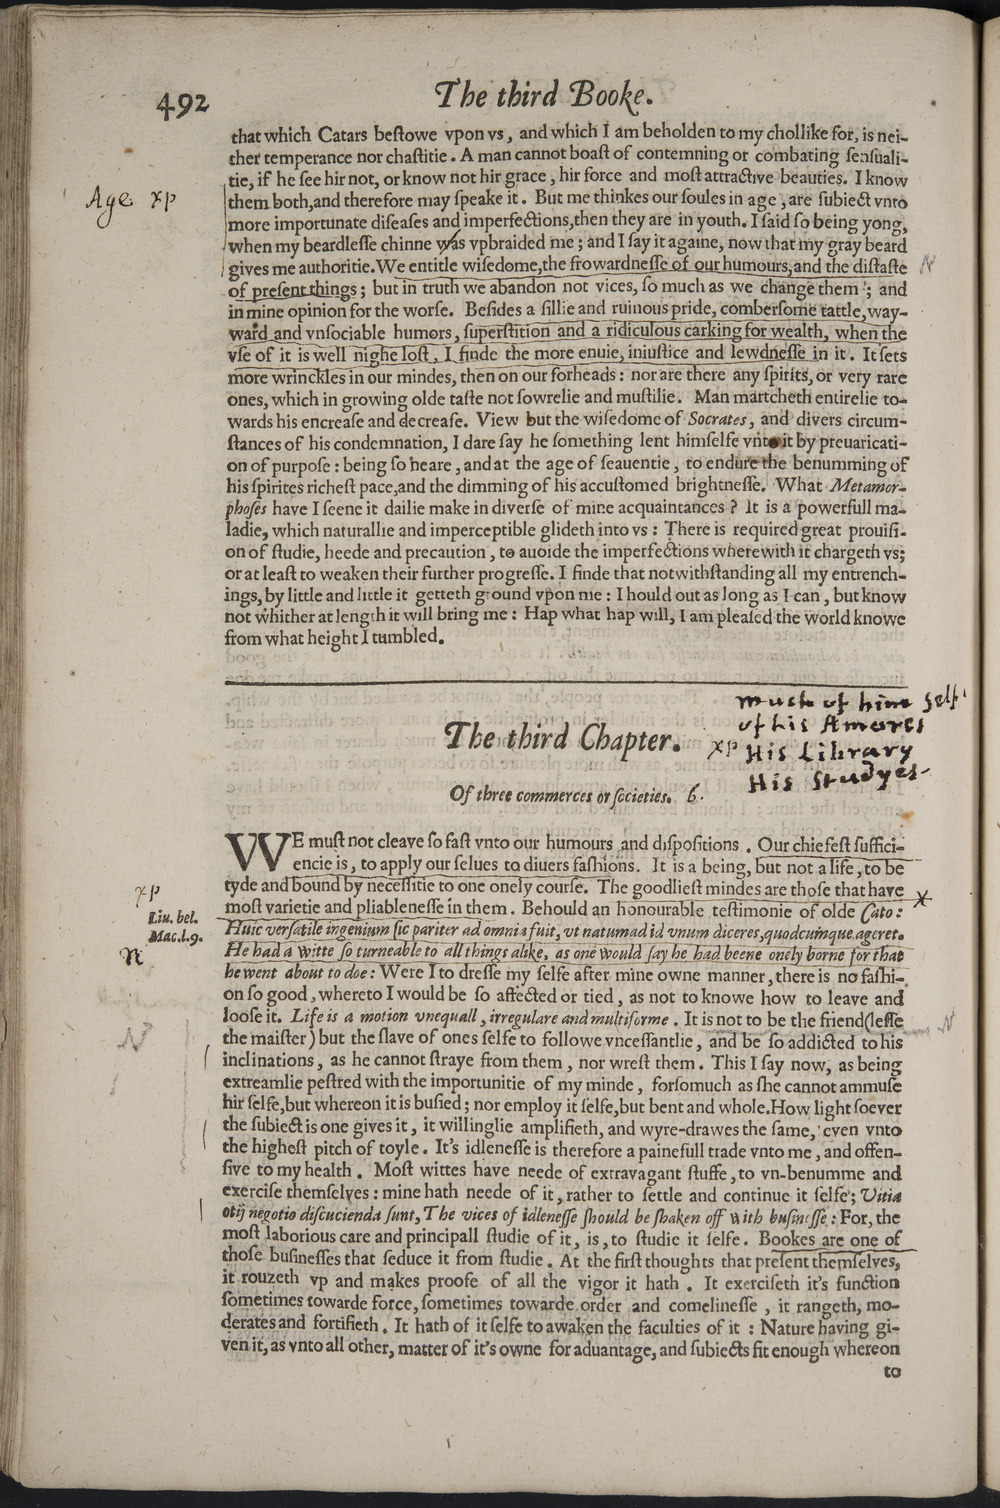 492
The third Booke.
that which Catars beſtowe vpon vs, and which I am beholden to my chollike for, is nei-
ther temperance nor chaſtitie. A man cannot boaſt of contemning or combating ſenſuali-
tie, if he ſee hir not, or know not hir grace, hir force and moſt attractive beauties. I know
Age xp
them both, and therefore may ſpeake it. But me thinkes our ſoules in age, are ſubiect vnto
more importunate diſeaſes and imperfections, then they are in youth. I ſaid ſo being yong,
when my beardleſſe chinne was vpbraided me; and I ſay it againe, now that my gray beard
gives me authoritie. We entitle wiſedome, the frowardneſſe of our humours, and the diſtaſte
of preſent things; but in truth we abandon not vices, ſo much as we change them; and
in mine opinion for the worſe. Beſides a ſillie and ruinous pride, comberſome tattle, way-
ward and vnſociable humors, ſuperſtition and a ridiculous carking for wealth, when the
vſe of it is well nighe loſt, I finde the more enuie, iniuſtice and lewdneſſe in it. It ſets
more wrinckles in our mindes, then on our forheads: nor are there any ſpirits, or very rare
ones, which in growing olde taſte not ſowrelie and muſtilie. Man martcheth entirelie to-
wards his encreaſe and decreaſe. View but the wiſedome of Socrates, and divers circum-
ſtances of his condemnation, I dare ſay he ſomething lent himſelfe vnto it by preuaricati-
on of purpoſe: being ſo neare, and at the age of ſeauentie, to endure the benumming of
his ſpirites richeſt pace, and the dimming of his accuſtomed brightneſſe. What Metamor-
phoſes have I ſeene it dailie make in diverſe of mine acquaintances? It is a powerfull ma-
ladie, which naturallie and imperceptible glideth into vs: There is required great prouiſi-
on of ſtudie, heede and precaution, to auoide the imperfections wherewith it chargeth vs;
or at leaſt to weaken their further progreſſe. I finde that notwithſtanding all my entrench-
ings, by little and little it getteth ground vpon me: I hould out as long as I can, but know
not whither at length it will bring me: Hap what hap will, I am pleaſed the world knowe
from what height I tumbled.
much of him self
of his Amores
xp His Library
His Studyes
The third Chapter.
Of three commerces or ſocieties. 6.
WE muſt not cleave ſo faſt vnto our humours and diſpoſitions. Our chiefeſt ſuffici-
encie is, to apply our ſelues to diuers faſhions. It is a being, but not a life, to be
tyde and bound by neceſſitie to one onely courſe. The goodlieſt mindes are thoſe that have
xp
moſt varietie and pliableneſſe in them. Behould an honourable teſtimonie of olde Cato:
Liu. bel.
Mac. l. 9.
Huic verſatile ingenium ſic pariter ad omnia fuit, vt natum ad id vnum diceres, quodcumque ageret.
He had a witte ſo turneable to all things alike, as one would ſay he had beene onely borne for that
he went about to doe: Were I to dreſſe my ſelfe after mine owne manner, there is no faſhi-
on ſo good, whereto I would be ſo affected or tied, as not to knowe how to leave and
looſe it. Life is a motion vnequall, irregulare and multiforme. It is not to be the friend (leſſe
the maiſter) but the ſlave of ones ſelfe to followe vnceſſantlie, and be ſo addicted to his
inclinations, as he cannot ſtraye from them, nor wreſt them. This I ſay now, as being
extreamlie peſtred with the importunitie of my minde, forſomuch as ſhe cannot ammuſe
hir ſelfe, but whereon it is buſied; nor employ it ſelfe, but bent and whole. How light ſoever
the ſubiect is one gives it, it willinglie amplifieth, and wyre-drawes the ſame, even vnto
the higheſt pitch of toyle. It's idleneſſe is therefore a painefull trade vnto me, and offen-
ſive to my health. Moſt wittes have neede of extravagant ſtuffe, to vn-benumme and
exerciſe themſelves: mine hath neede of it, rather to ſettle and continue it ſelfe; Vitia
otij negotio diſcucienda ſunt, The vices of idleneſſe ſhould be ſhaken off with buſineſſe: For, the
moſt laborious care and principall ſtudie of it, is, to ſtudie it ſelfe. Bookes are one of
thoſe buſineſſes that ſeduce it from ſtudie. At the firſt thoughts that preſent themſelves,
it rouzeth vp and makes proofe of all the vigor it hath. It exerciſeth it's function
ſometimes towarde force, ſometimes towarde order and comelineſſe, it rangeth, mo-
derates and fortifieth. It hath of it ſelfe to awaken the faculties of it: Nature having gi-
ven it, as vnto all other, matter of it's owne for aduantage, and ſubiects fit enough whereon
to